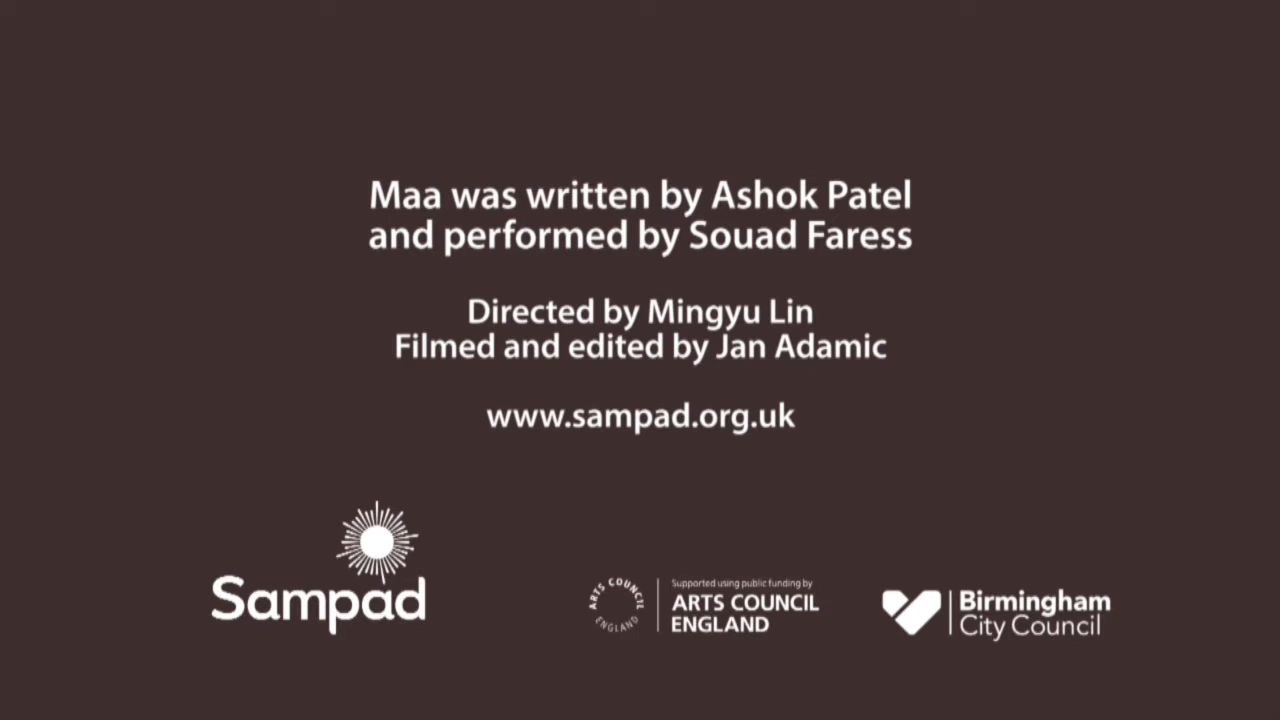 Maa was written by Ashok Patel
and performed by Souad Faress
Directed by Mingyu Lin
Filmed and edited by Jan Adamic
www.sampad.org.uk
Sampad
ARTS COUNCIL
ENGLAND
Supported using public funding by
ARTS COUNCIL
ENGLAND
Birmingham
City Council